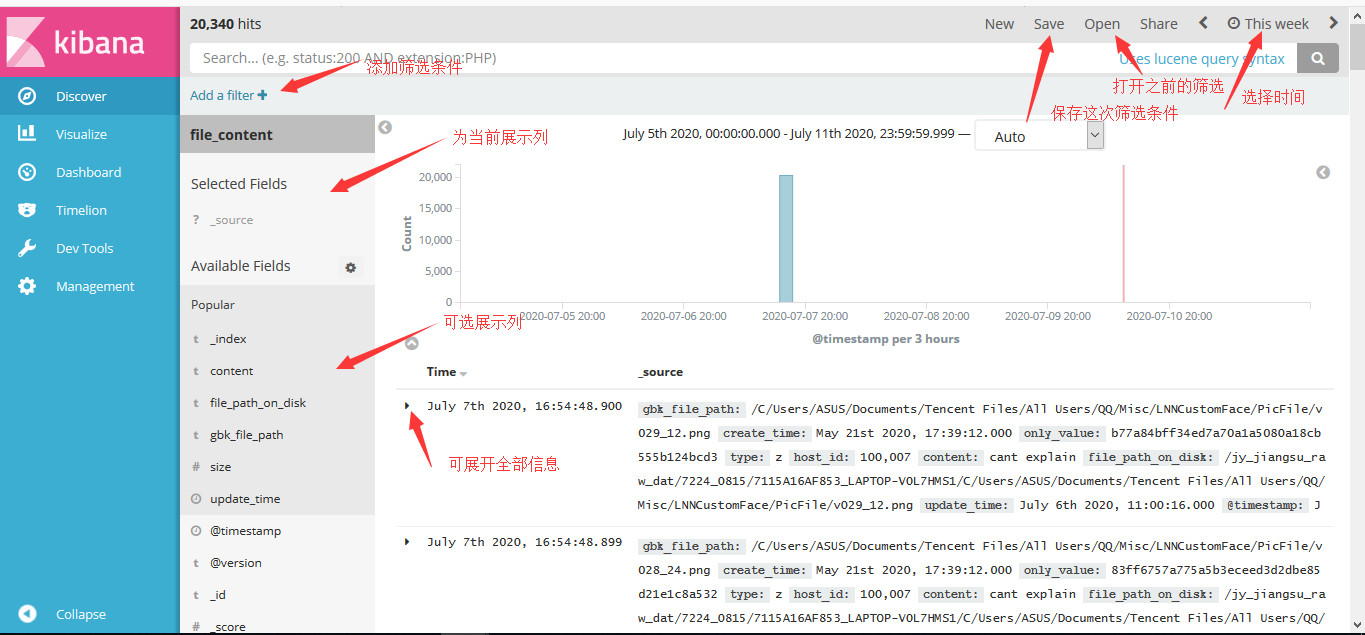 kibana
Discover
Visualize
Dashboard
Timelion
Dev Tools
Management
Collapse
20,340 hits
New Save Open Share This week
Search... (e.g. status:200 AND extension:PHP)
Uses lucene query syntax
添加筛选条件
打开之前的筛选
选择时间
保存这次筛选条件
Add a filter +
file_content
为当前展示列
Selected Fields
? _source
Available Fields
Popular
t _index
t content
t file_path_on_disk
t gbk_file_path
# size
update_time
@timestamp
t @version
t _id
# _score
可选展示列
July 5th 2020, 00:00:00.000 - July 11th 2020, 23:59:59.999 — Auto
20,000
15,000
10,000
5,000
0
Count
2020-07-05 20:00 2020-07-06 20:00 2020-07-07 20:00 2020-07-08 20:00 2020-07-09 20:00 2020-07-10 20:00
@timestamp per 3 hours
Time _source
July 7th 2020, 16:54:48.900
gbk_file_path: /C/Users/ASUS/Documents/Tencent Files/All Users/QQ/Misc/LNNCustomFace/PicFile/v
029_12.png create_time: May 21st 2020, 17:39:12.000 only_value: b77a84bff34ed7a70a1a5080a18cb
555b124bcd3 type: z host_id: 100,007 content: cant explain file_path_on_disk: /jy_jiangsu_ra
w_dat/7224_0815/7115A16AF853_LAPTOP-VOL7HMS1/C/Users/ASUS/Documents/Tencent Files/All Users/QQ/
Misc/LNNCustomFace/PicFile/v029_12.png update_time: July 6th 2020, 11:00:16.000 @timestamp: J
可展开全部信息
July 7th 2020, 16:54:48.899
gbk_file_path: /C/Users/ASUS/Documents/Tencent Files/All Users/QQ/Misc/LNNCustomFace/PicFile/v
028_24.png create_time: May 21st 2020, 17:39:12.000 only_value: 83ff6757a775a5b3eceed3d2dbe85
d21e1c8a532 type: z host_id: 100,007 content: cant explain file_path_on_disk: /jy_jiangsu_ra
w_dat/7224_0815/7115A16AF853_LAPTOP-VOL7HMS1/C/Users/ASUS/Documents/Tencent Files/All Users/QQ/